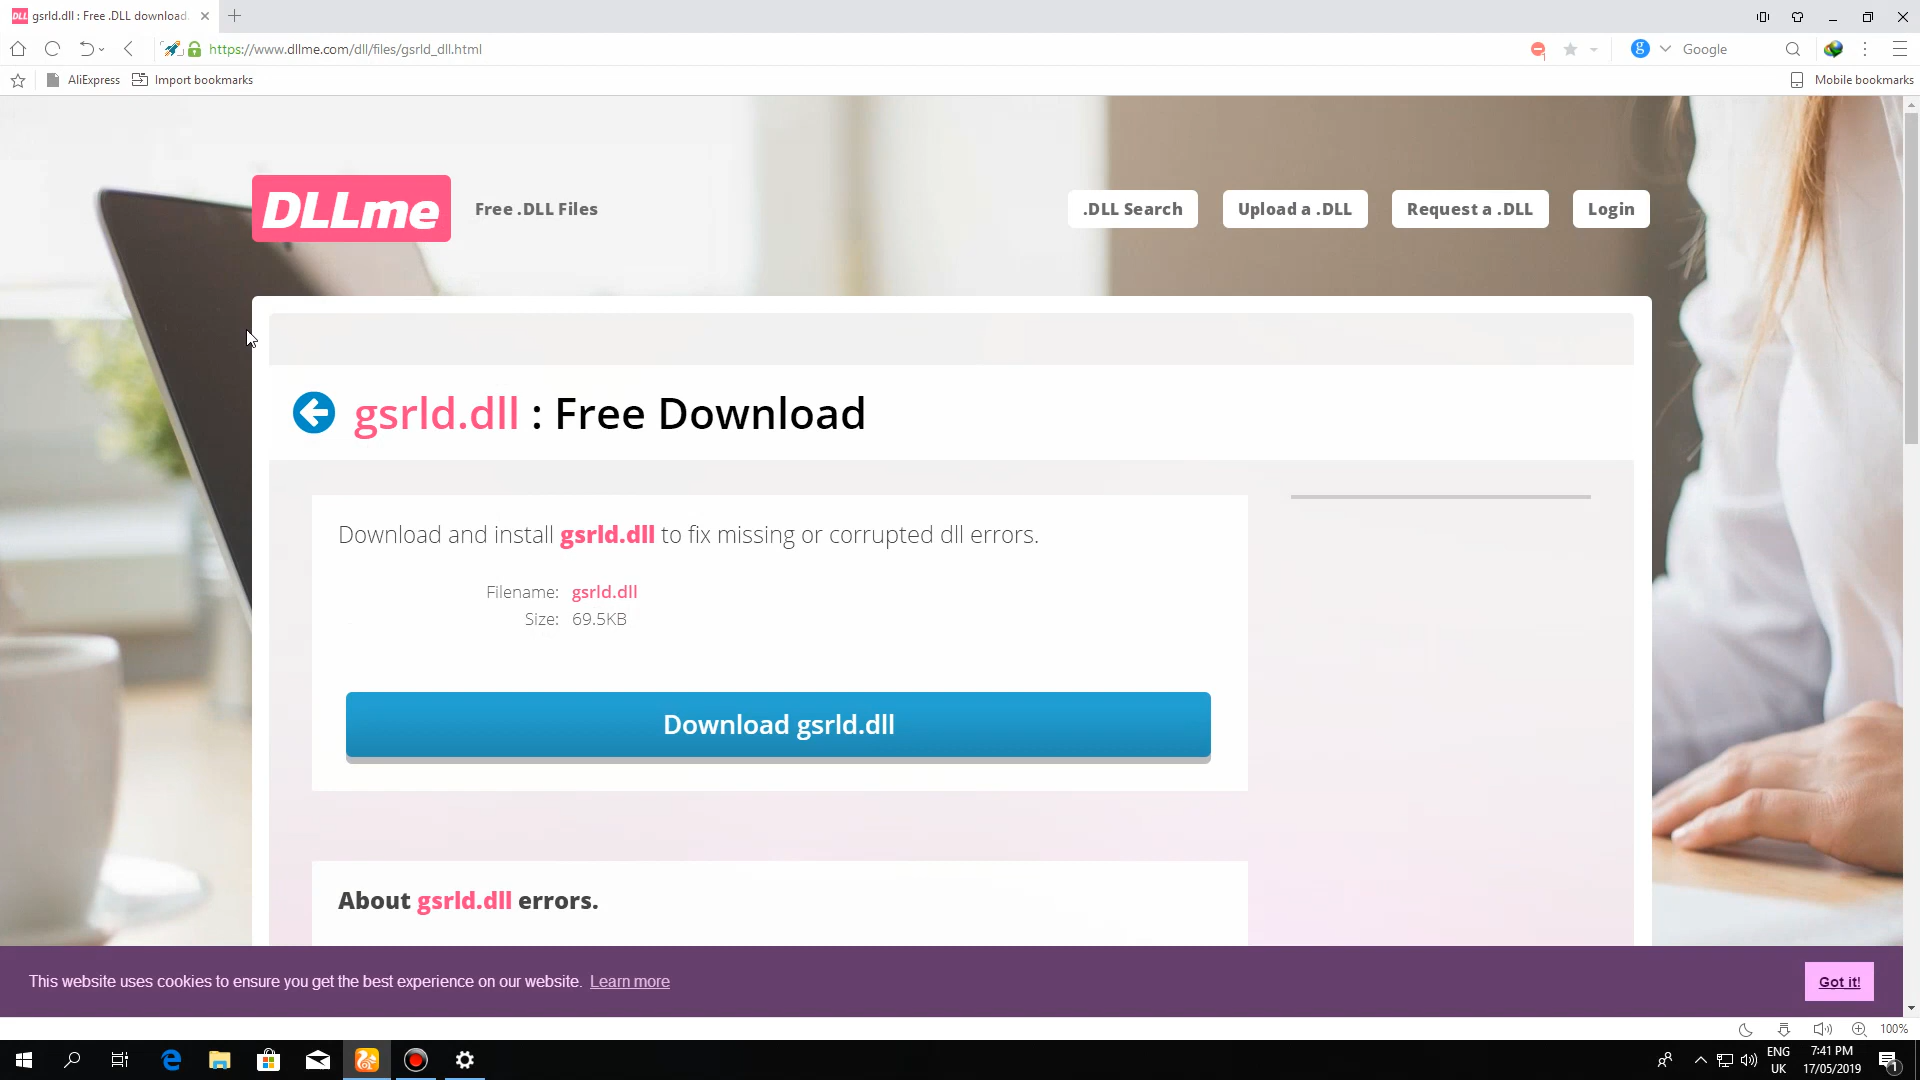 DLL gsrld.dll : Free .DLL download.
https://www.dllme.com/dll/files/gsrld_dll.html
g Google
AliExpress Import bookmarks Mobile bookmarks
DLLme Free .DLL Files .DLL Search Upload a .DLL Request a .DLL Login
gsrld.dll : Free Download
Download and install gsrld.dll to fix missing or corrupted dll errors.
Filename: gsrld.dll
Size: 69.5KB
Download gsrld.dll
About gsrld.dll errors.
This website uses cookies to ensure you get the best experience on our website. Learn more Got it!
100%
ENG 7:41 PM
UK 17/05/2019 1